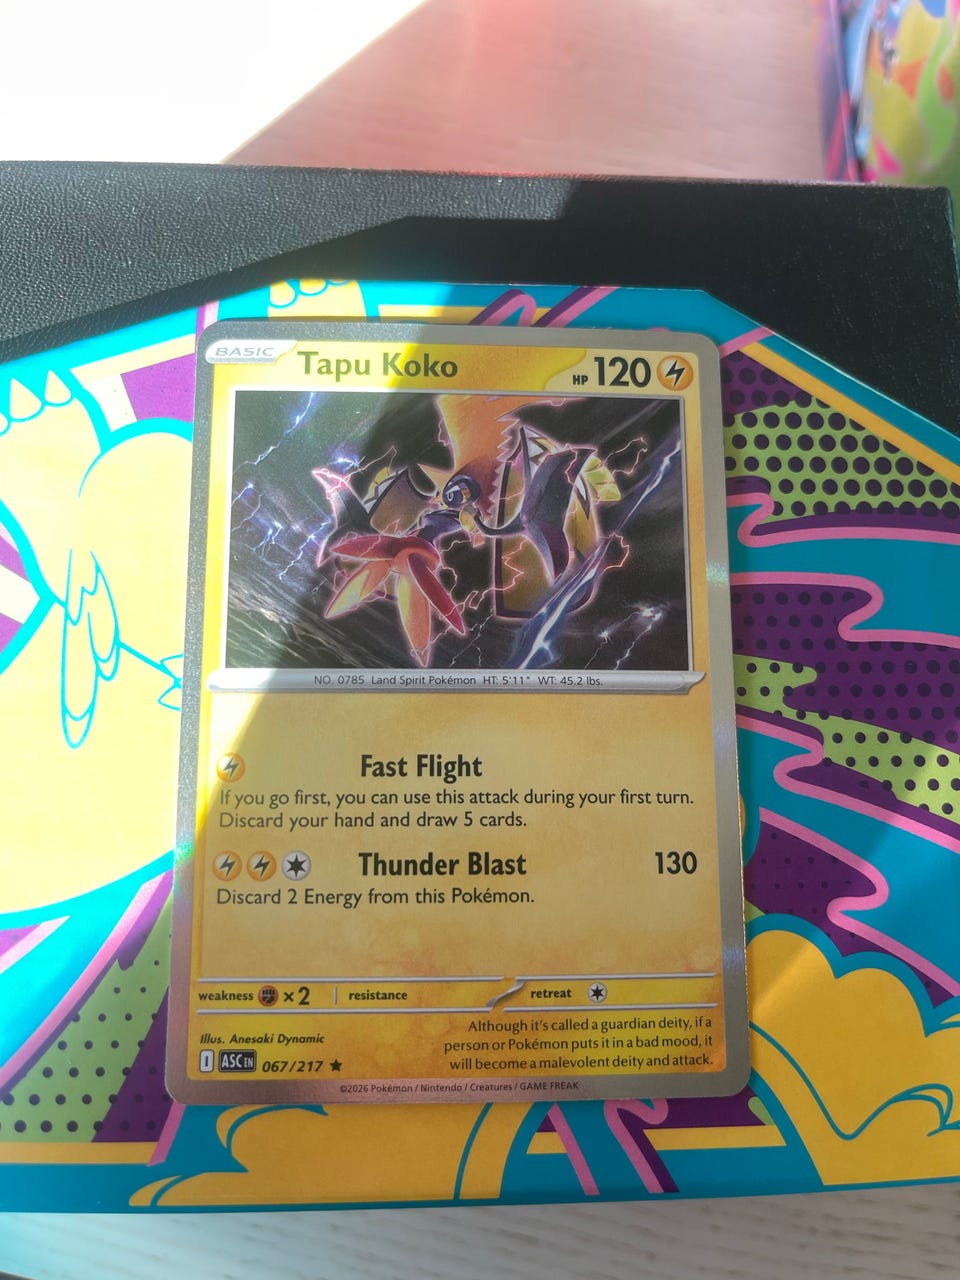 BASIC Tapu Koko HP 120
NO. 0785 Land Spirit Pokémon HT: 5'11" WT: 45.2 lbs.
Fast Flight
If you go first, you can use this attack during your first turn.
Discard your hand and draw 5 cards.
Thunder Blast 130
Discard 2 Energy from this Pokémon.
weakness ×2 resistance retreat
Illus. Anesaki Dynamic
Although it's called a guardian deity, if a
person or Pokémon puts it in a bad mood, it
will become a malevolent deity and attack.
I ASC EN 067/217 ★
©2026 Pokémon / Nintendo / Creatures / GAME FREAK